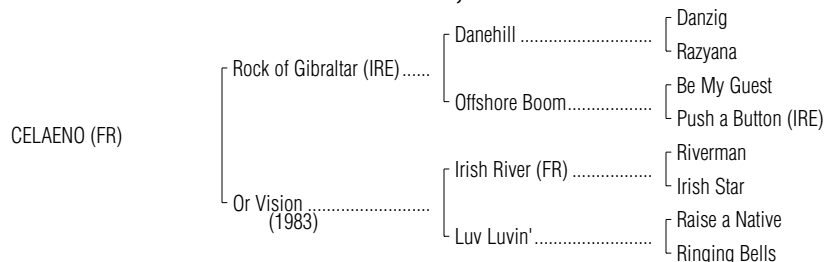 Danzig
Danehill
Razyana
Rock of Gibraltar (IRE)
Be My Guest
Offshore Boom
Push a Button (IRE)
CELAENO (FR)
Riverman
Irish River (FR)
Irish Star
Or Vision
(1983)
Raise a Native
Luv Luvin'
Ringing Bells